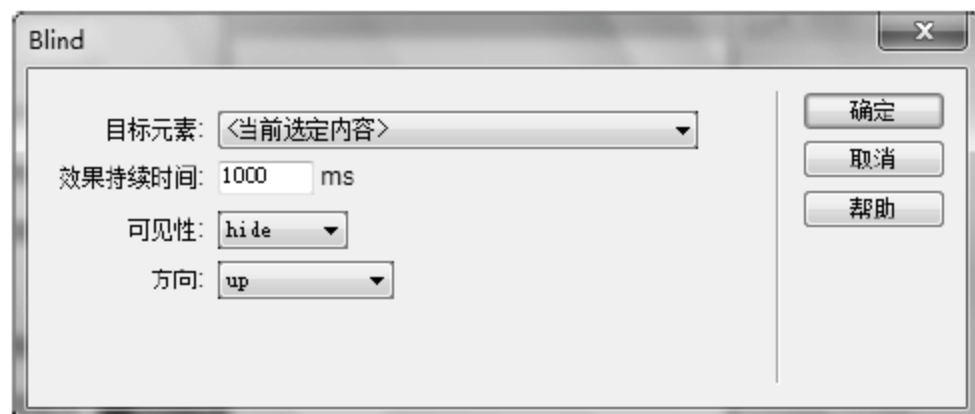 Blind
目标元素: <当前选定内容>
效果持续时间: 1000 ms
可见性: hide
方向: up
确定
取消
帮助